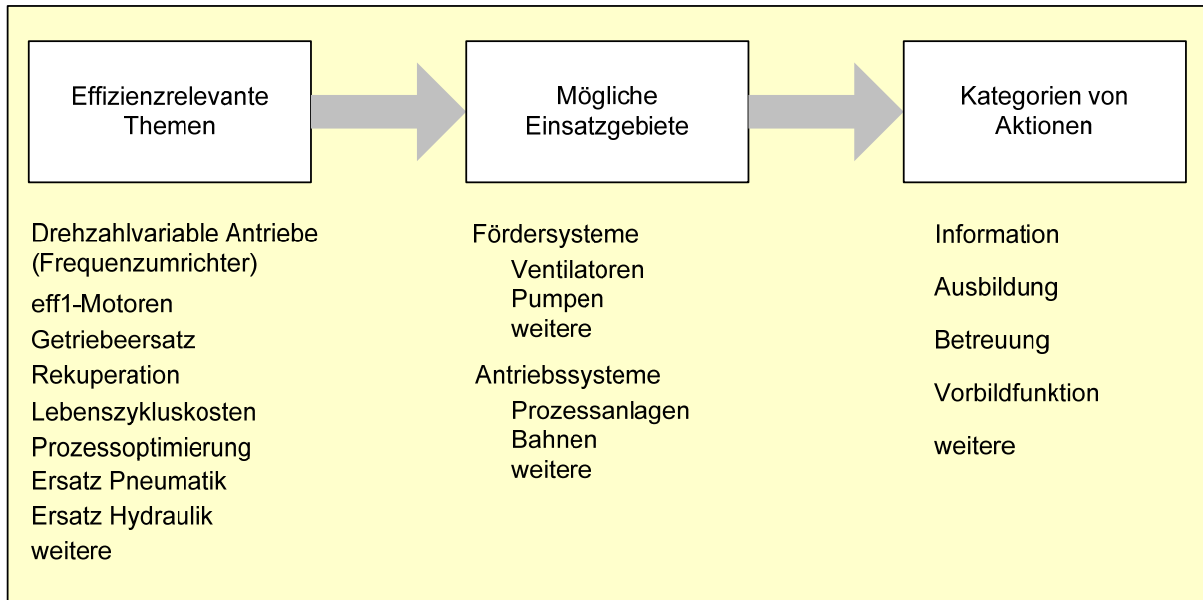 Effizienzrelevante
Themen
Mögliche
Einsatzgebiete
Kategorien von
Aktionen
Drehzahlvariable Antriebe
(Frequenzumrichter)
eff1-Motoren
Getriebeersatz
Rekuperation
Lebenszykluskosten
Prozessoptimierung
Ersatz Pneumatik
Ersatz Hydraulik
weitere
Fördersysteme
Ventilatoren
Pumpen
weitere
Antriebssysteme
Prozessanlagen
Bahnen
weitere
Information
Ausbildung
Betreuung
Vorbildfunktion
weitere